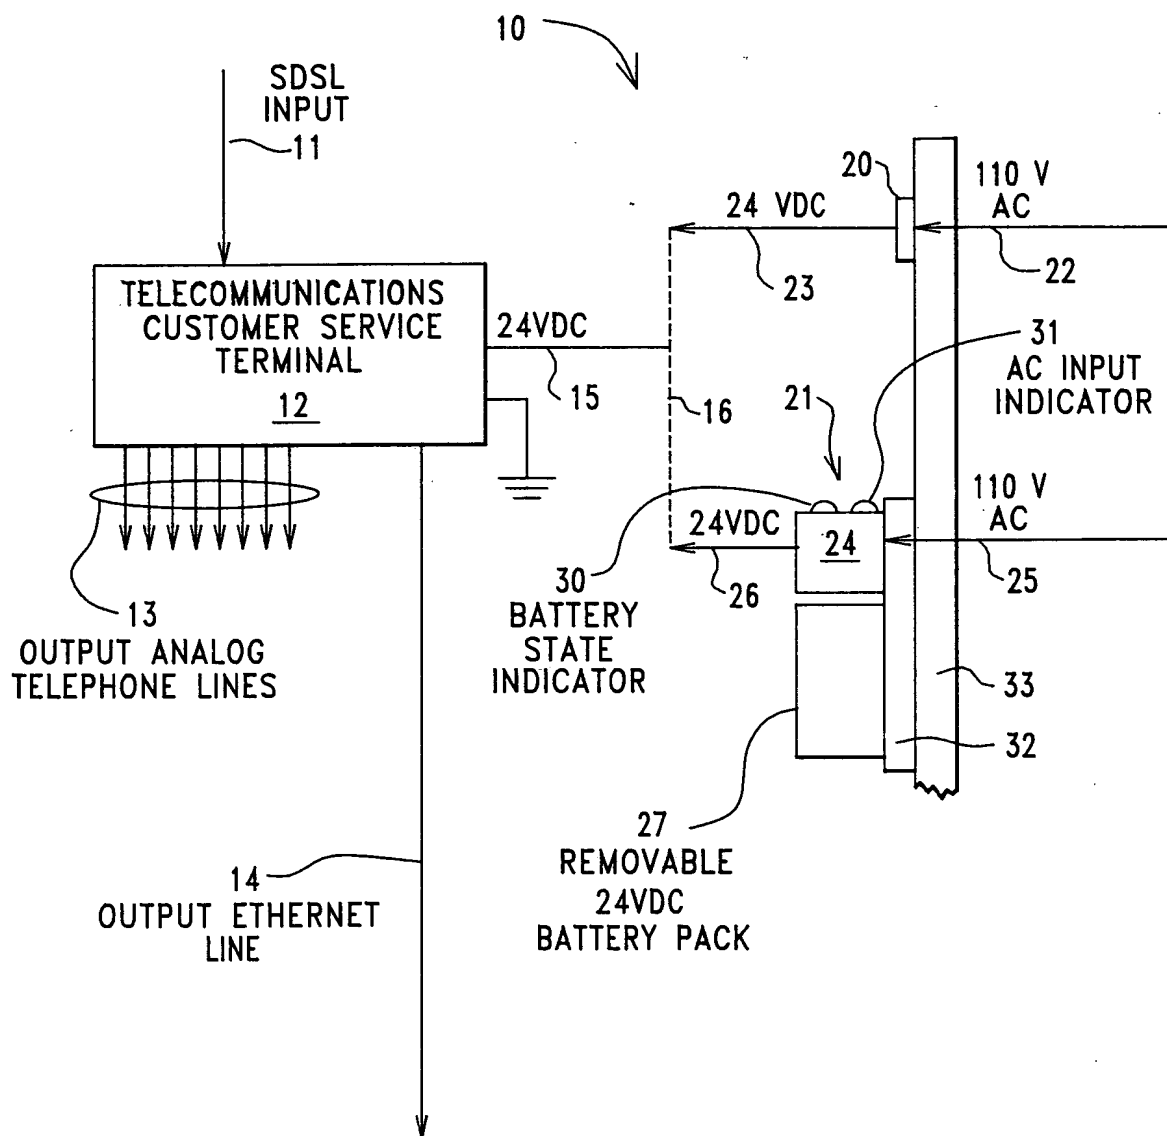 10
SDSL
INPUT
11
20
110 V
AC
24 VDC
23
22
TELECOMMUNICATIONS
CUSTOMER SERVICE
TERMINAL
12
24VDC
15
16
31
AC INPUT
INDICATOR
21
110 V
AC
24VDC
24
25
26
30
BATTERY
STATE
INDICATOR
13
OUTPUT ANALOG
TELEPHONE LINES
33
32
27
REMOVABLE
24VDC
BATTERY PACK
14
OUTPUT ETHERNET
LINE